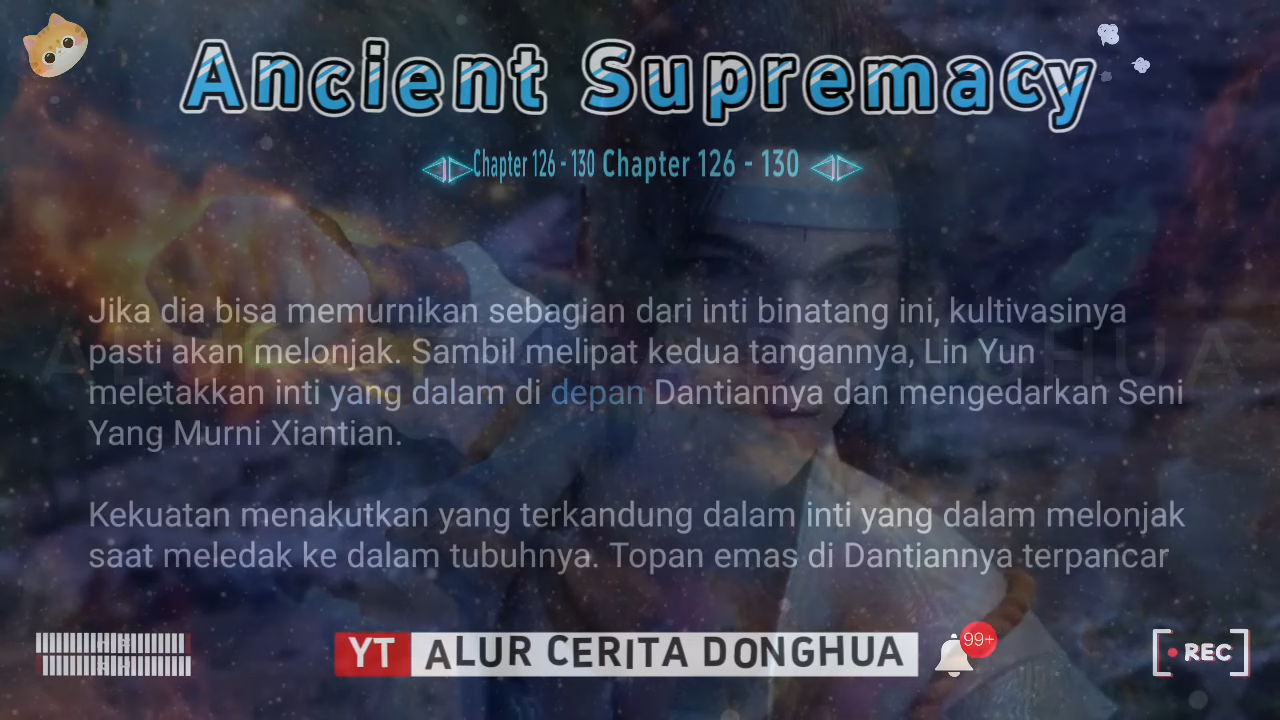 Ancient Supremacy
Chapter 126 - 130 Chapter 126 - 130
Jika dia bisa memurnikan sebagian dari inti binatang ini, kultivasinya
pasti akan melonjak. Sambil melipat kedua tangannya, Lin Yun
meletakkan inti yang dalam di depan Dantiannya dan mengedarkan Seni
Yang Murni Xiantian.
Kekuatan menakutkan yang terkandung dalam inti yang dalam melonjak
saat meledak ke dalam tubuhnya. Topan emas di Dantiannya terpancar
YT ALUR CERITA DONGHUA 99+
REC